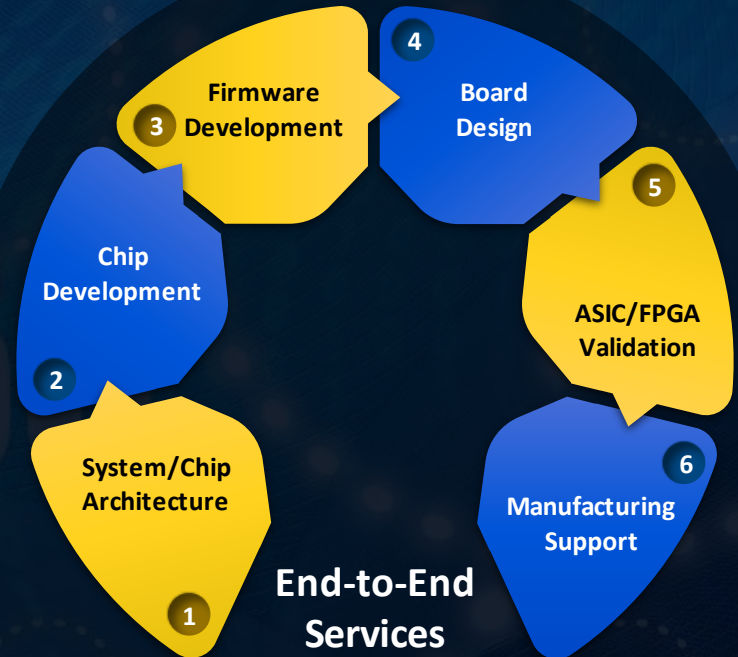 1
System/Chip
Architecture
2
Chip
Development
3
Firmware
Development
4
Board
Design
5
ASIC/FPGA
Validation
6
Manufacturing
Support
End-to-End
Services